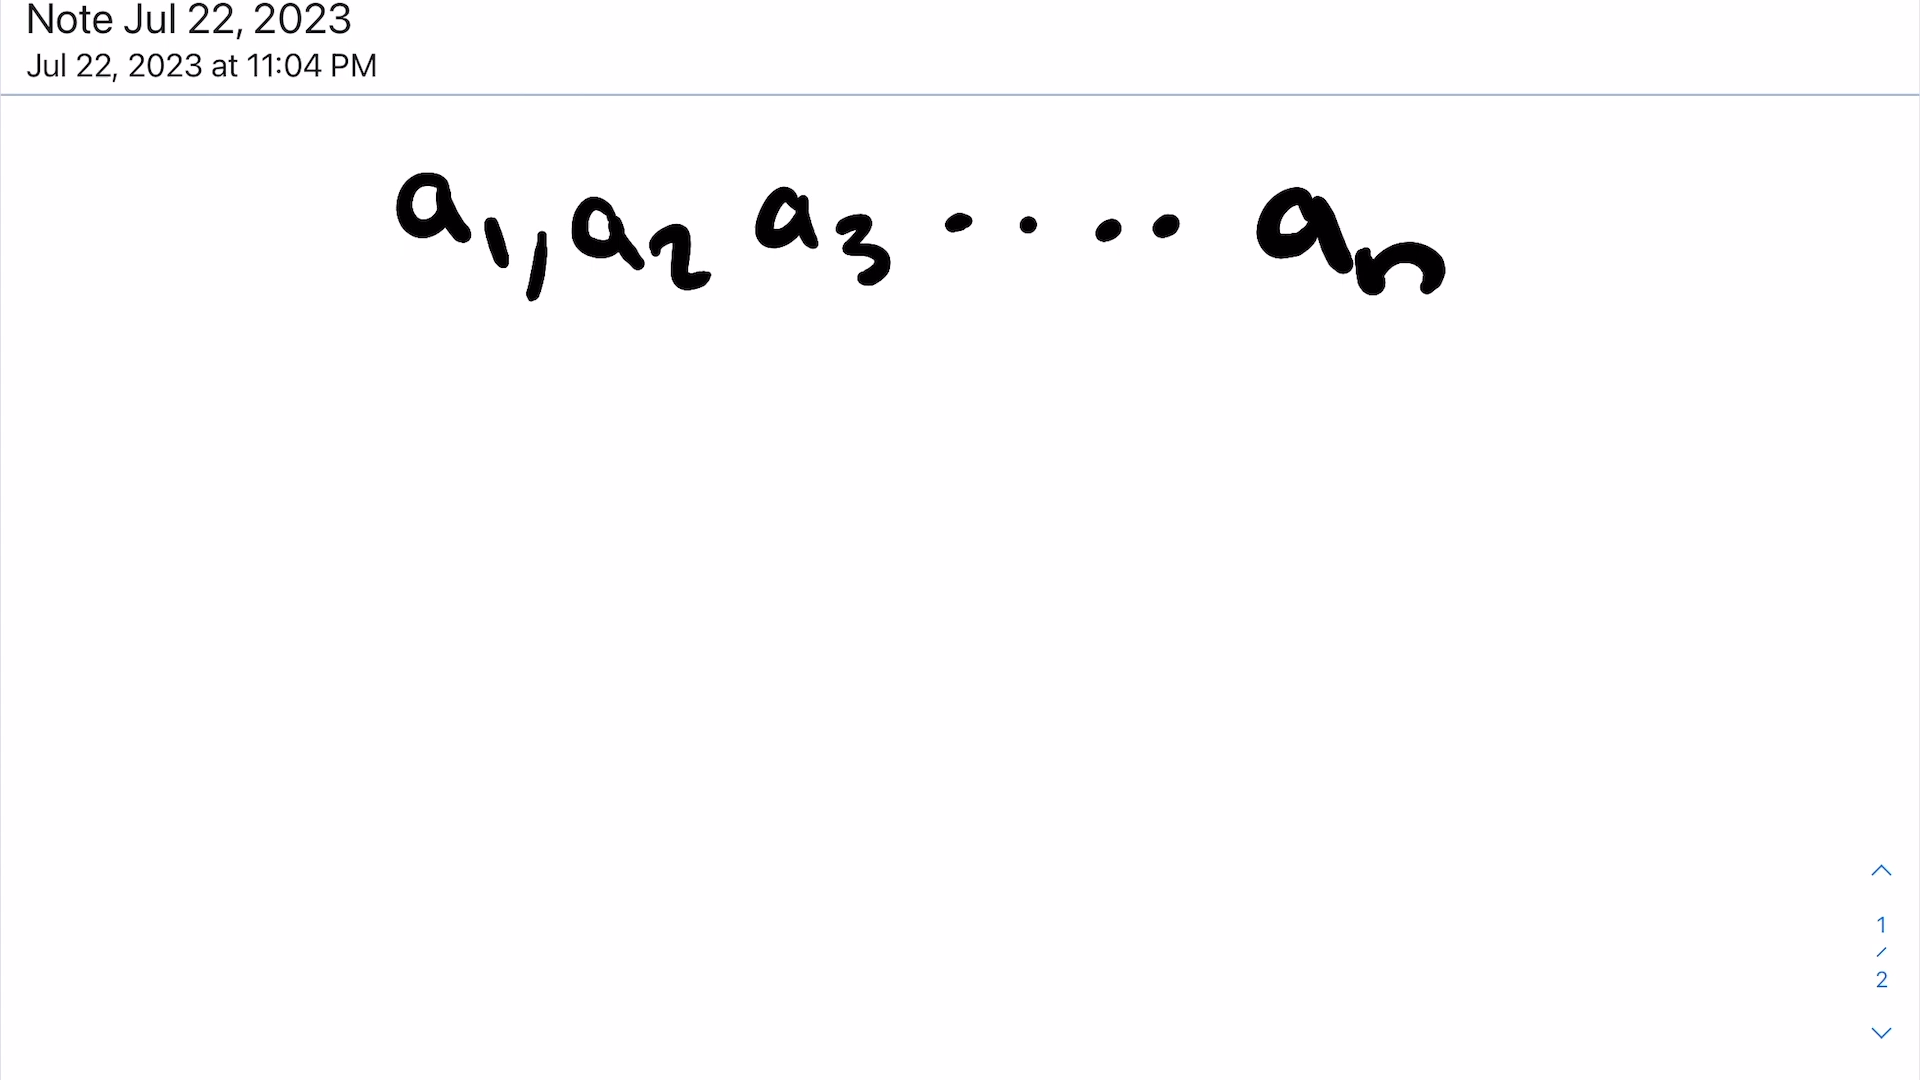 Note Jul 22, 2023
Jul 22, 2023 at 11:04 PM
a₁, a₂ a₃ .... aₙ
1
/
2